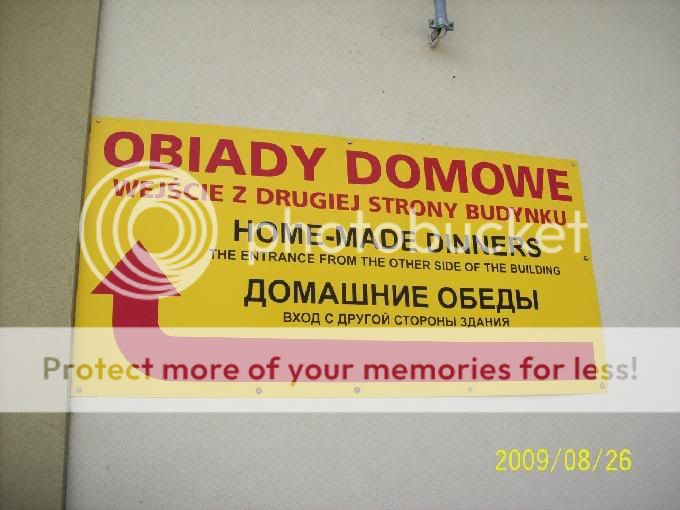 OBIADY DOMOWE
WEJŚCIE Z DRUGIEJ STRONY BUDYNKU
HOME-MADE DINNERS
THE ENTRANCE FROM THE OTHER SIDE OF THE BUILDING
ДОМАШНИЕ ОБЕДЫ
ВХОД С ДРУГОЙ СТОРОНЫ ЗДАНИЯ
photobucket
Protect more of your memories for less!
2009/08/26